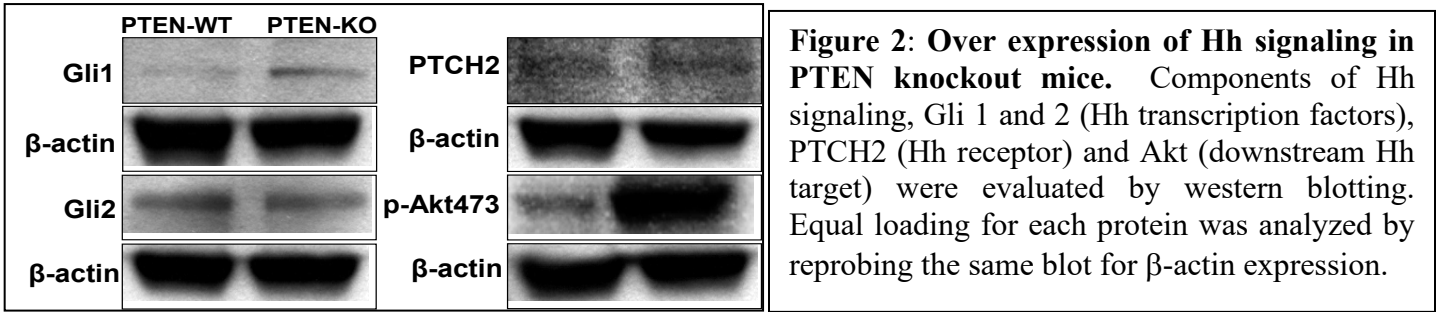 PTEN-WT PTEN-KO
Gli1
β-actin
Gli2
β-actin
PTCH2
β-actin
p-Akt473
β-actin
Figure 2: Over expression of Hh signaling in
PTEN knockout mice. Components of Hh
signaling, Gli 1 and 2 (Hh transcription factors),
PTCH2 (Hh receptor) and Akt (downstream Hh
target) were evaluated by western blotting.
Equal loading for each protein was analyzed by
reprobing the same blot for β-actin expression.